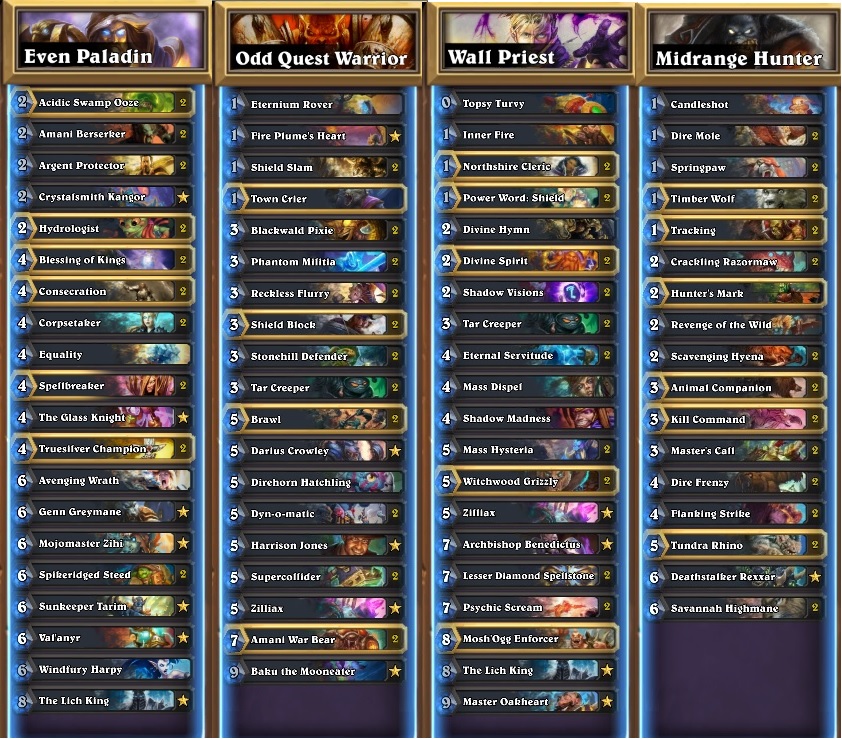 Even Paladin
2 Acidic Swamp Ooze 2
2 Amani Berserker 2
2 Argent Protector 2
2 Crystalsmith Kangor
2 Hydrologist 2
4 Blessing of Kings 2
4 Consecration 2
4 Corpsetaker 2
4 Equality
4 Spellbreaker 2
4 The Glass Knight
4 Truesilver Champion 2
6 Avenging Wrath
6 Genn Greymane
6 Mojomaster Zihi
6 Spikeridged Steed 2
6 Sunkeeper Tarim
6 Val'anyr
6 Windfury Harpy
8 The Lich King
Odd Quest Warrior
1 Eternium Rover
1 Fire Plume's Heart
1 Shield Slam 2
1 Town Crier
3 Blackwald Pixie 2
3 Phantom Militia 2
3 Reckless Flurry 2
3 Shield Block 2
3 Stonehill Defender 2
3 Tar Creeper 2
5 Brawl 2
5 Darius Crowley
5 Direhorn Hatchling
5 Dyn-o-matic 2
5 Harrison Jones
5 Supercollider 2
5 Zilliax
7 Amani War Bear 2
9 Baku the Mooneater
Wall Priest
0 Topsy Turvy
1 Inner Fire
1 Northshire Cleric 2
1 Power Word: Shield 2
2 Divine Hymn
2 Divine Spirit 2
2 Shadow Visions 2
3 Tar Creeper 2
4 Eternal Servitude 2
4 Mass Dispel
4 Shadow Madness
5 Mass Hysteria 2
5 Witchwood Grizzly 2
5 Zilliax
7 Archbishop Benedictus
7 Lesser Diamond Spellstone 2
7 Psychic Scream 2
8 Mosh'Ogg Enforcer 2
8 The Lich King
9 Master Oakheart
Midrange Hunter
1 Candleshot
1 Dire Mole 2
1 Springpaw 2
1 Timber Wolf 2
1 Tracking 2
2 Crackling Razormaw 2
2 Hunter's Mark 2
2 Revenge of the Wild
2 Scavenging Hyena 2
3 Animal Companion 2
3 Kill Command 2
3 Master's Call 2
4 Dire Frenzy 2
4 Flanking Strike 2
5 Tundra Rhino 2
6 Deathstalker Rexxar
6 Savannah Highmane 2